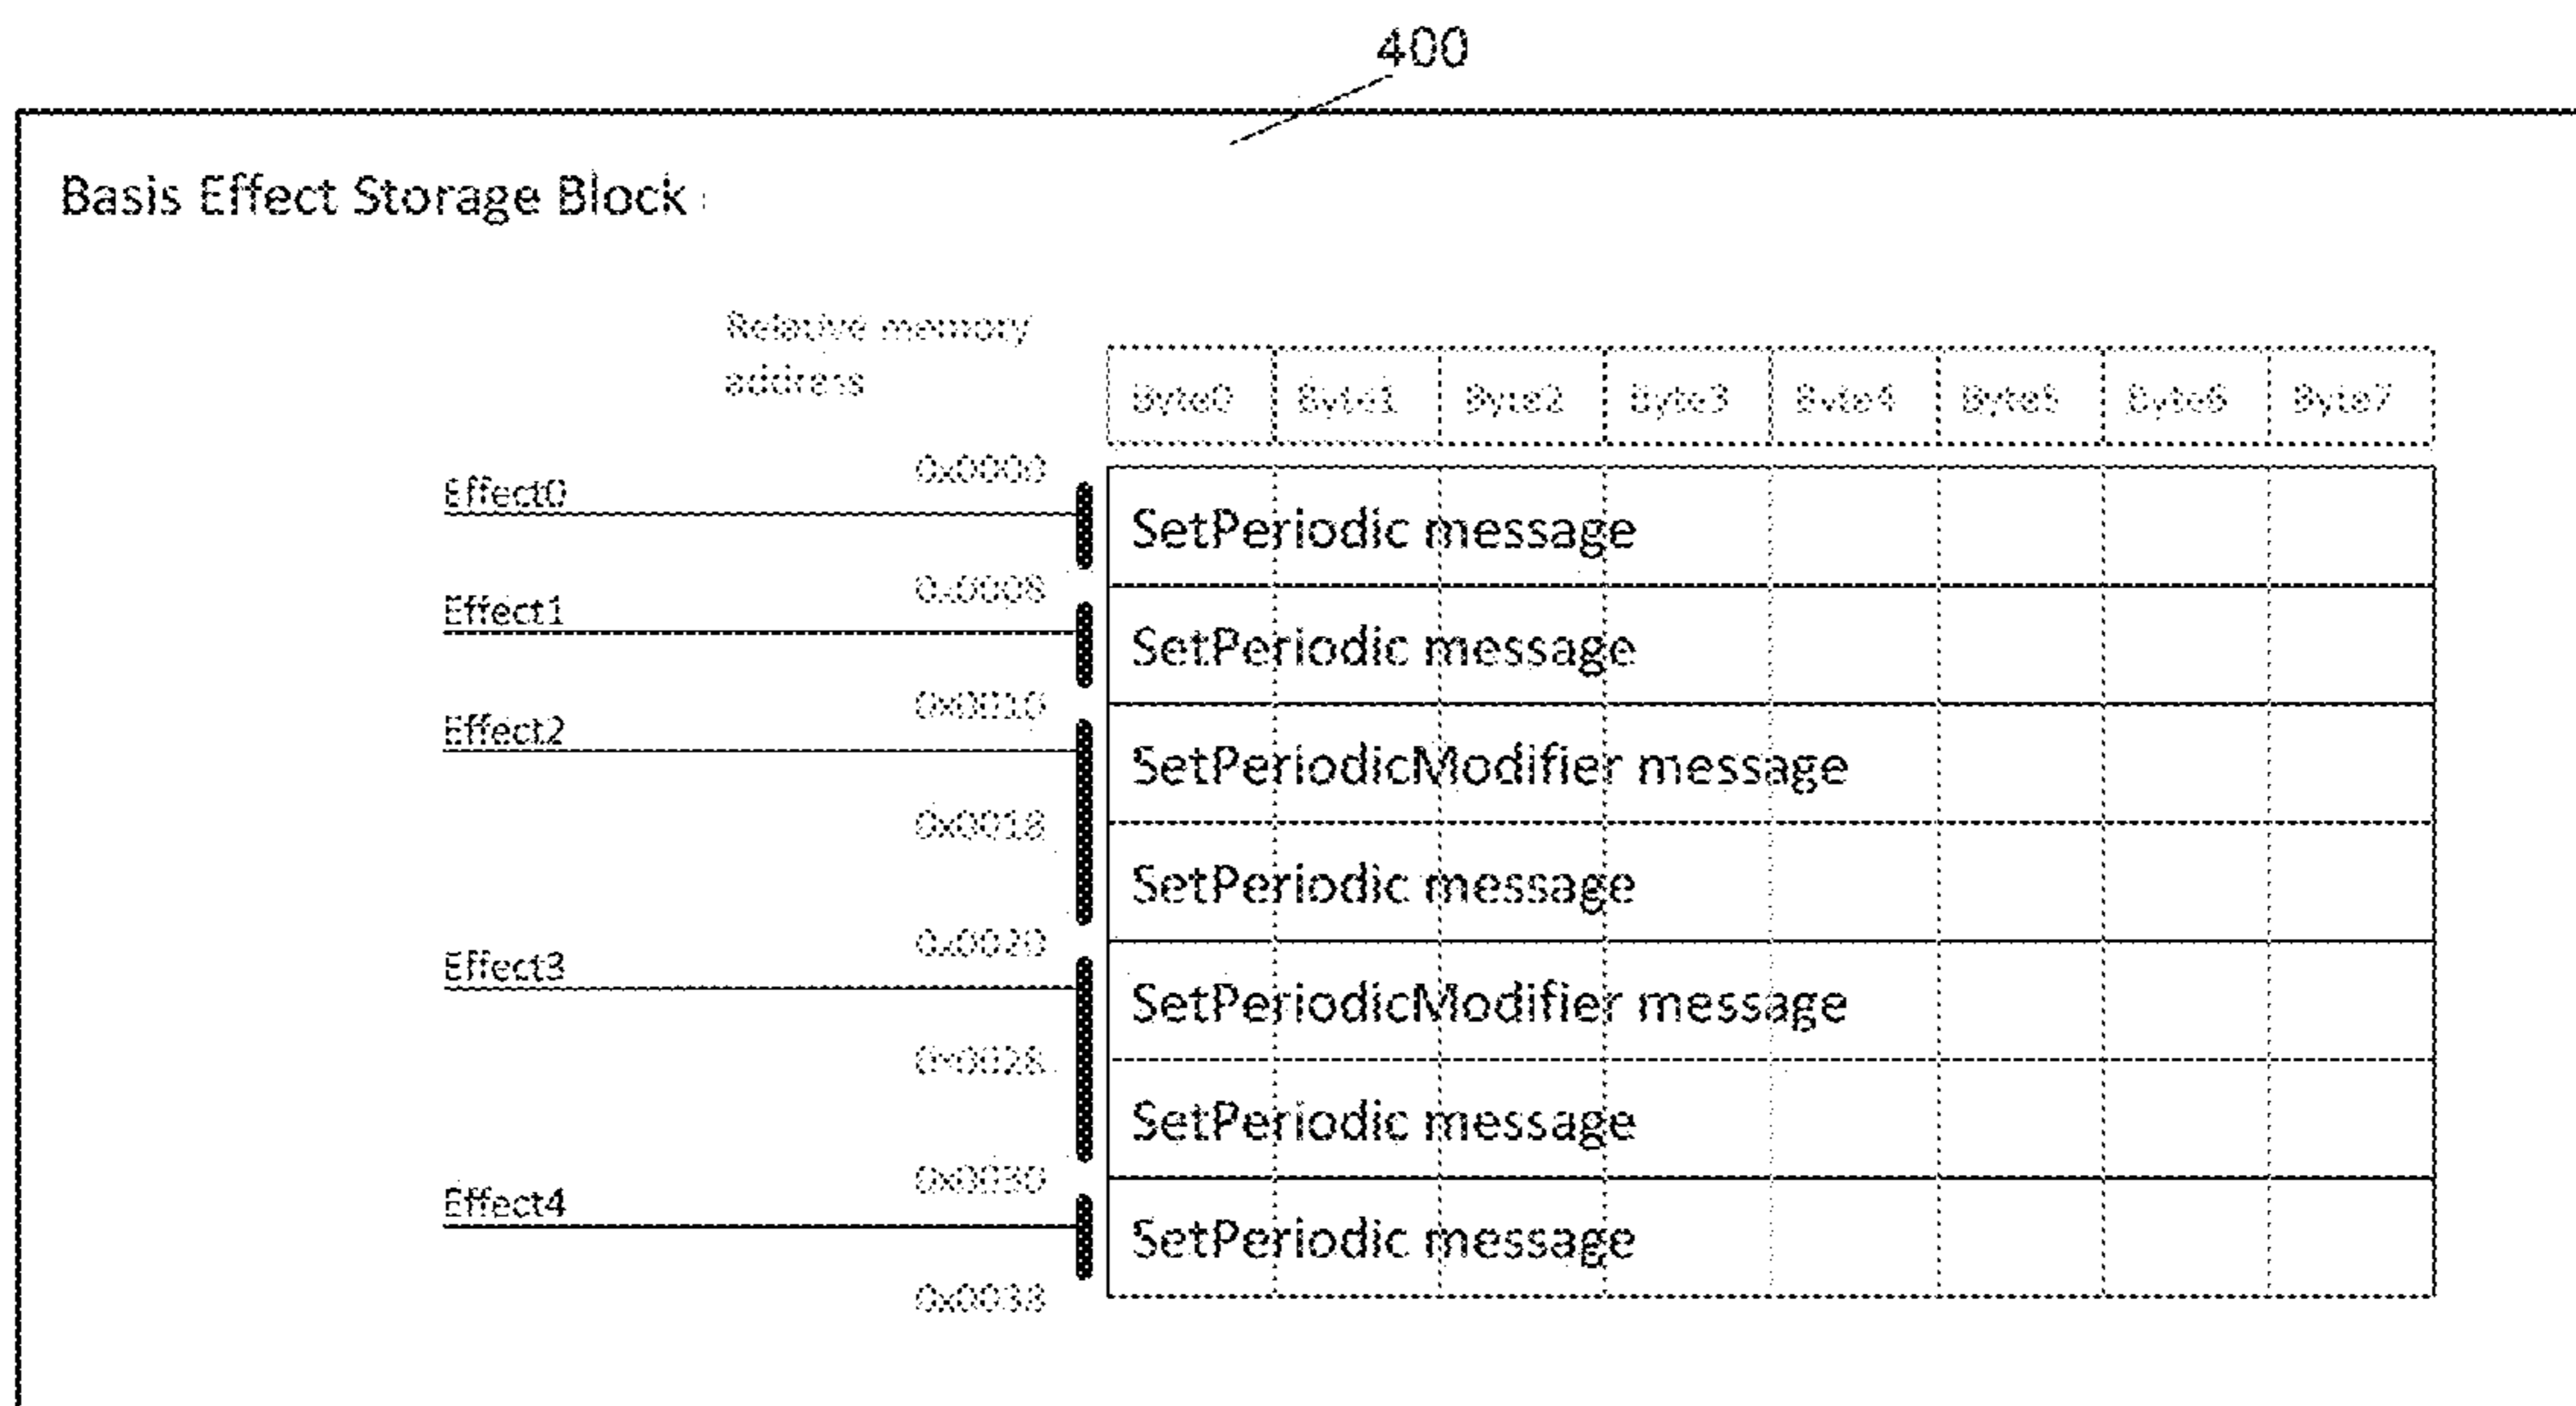 400
Basis Effect Storage Block
Relative memory
address
Byte0 Byte1 Byte2 Byte3 Byte4 Byte5 Byte6 Byte7
0x0000
Effect0
SetPeriodic message
0x0008
Effect1
SetPeriodic message
0x0010
Effect2
SetPeriodicModifier message
0x0018
SetPeriodic message
0x0020
Effect3
SetPeriodicModifier message
0x0028
SetPeriodic message
0x0030
Effect4
SetPeriodic message
0x0038